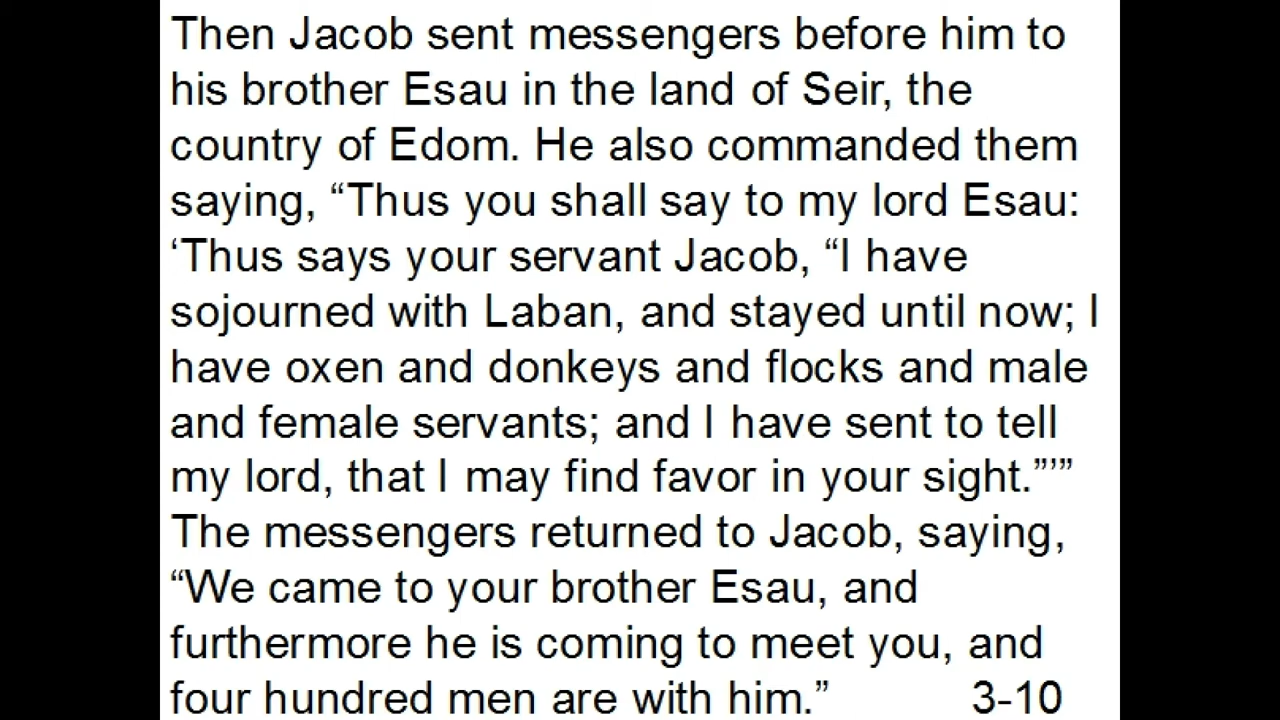 Then Jacob sent messengers before him to
his brother Esau in the land of Seir, the
country of Edom. He also commanded them
saying, “Thus you shall say to my lord Esau:
‘Thus says your servant Jacob, “I have
sojourned with Laban, and stayed until now; I
have oxen and donkeys and flocks and male
and female servants; and I have sent to tell
my lord, that I may find favor in your sight.”’”
The messengers returned to Jacob, saying,
“We came to your brother Esau, and
furthermore he is coming to meet you, and
four hundred men are with him.” 3-10